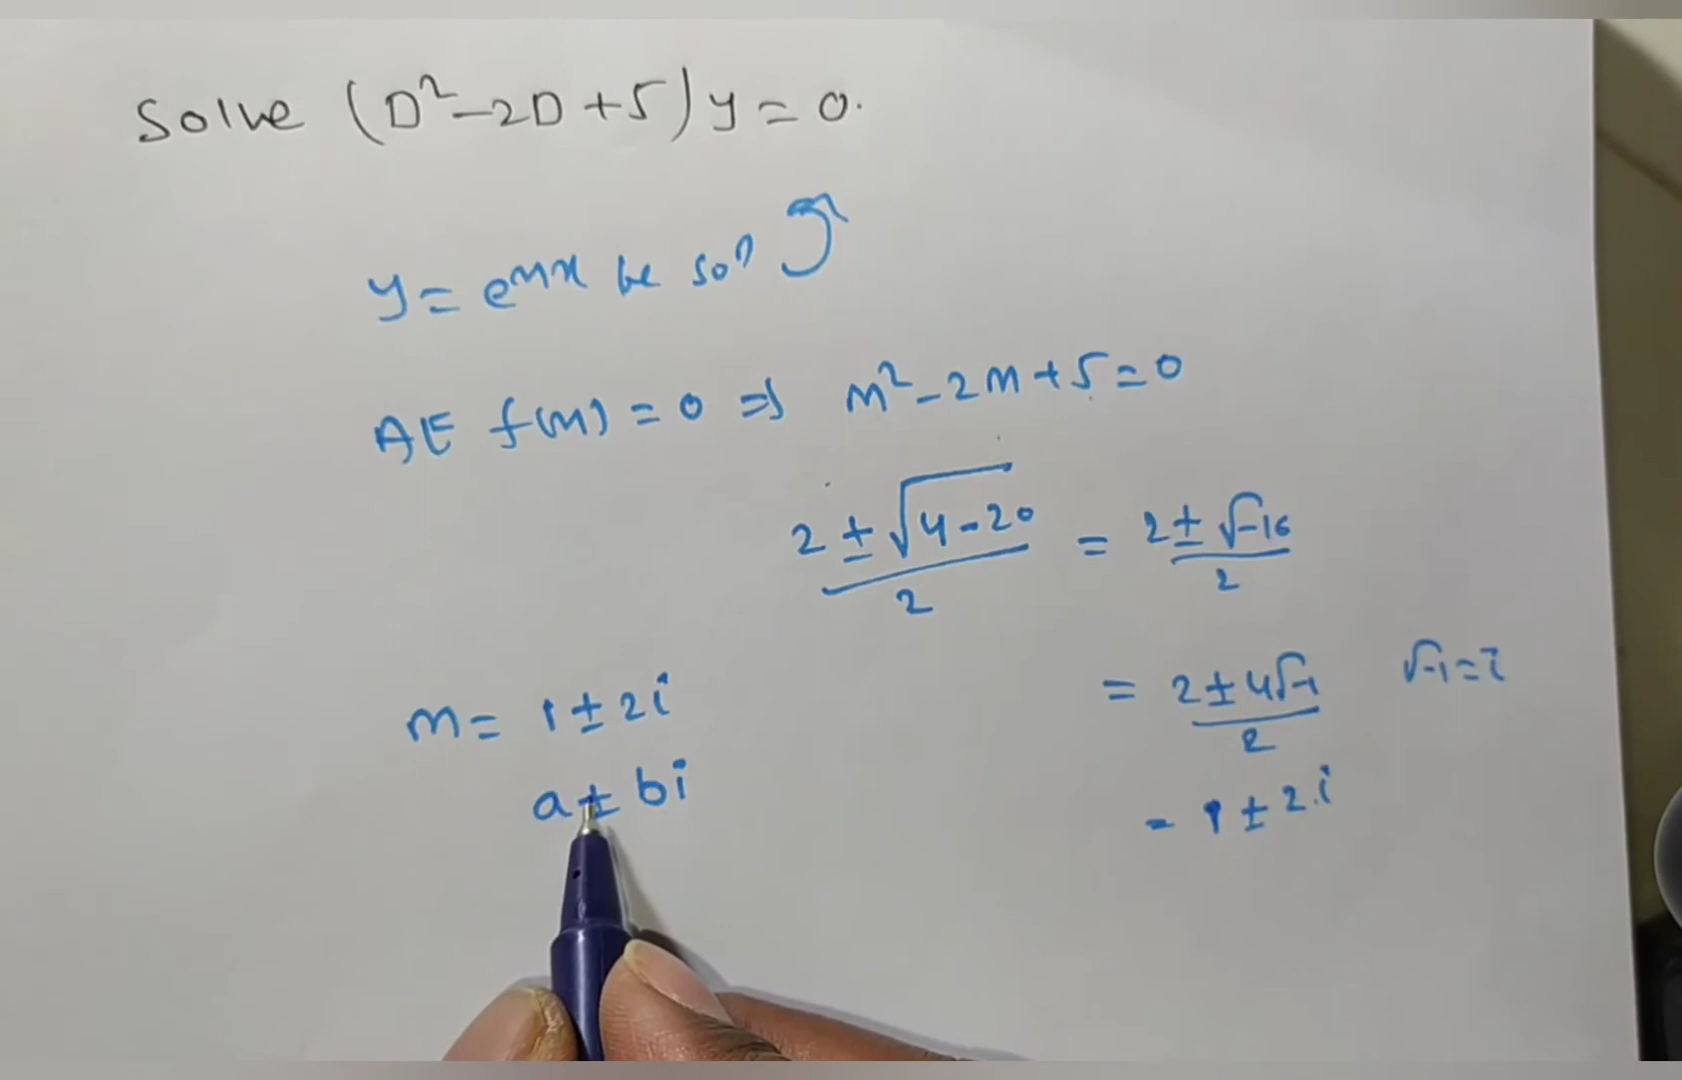 Solve (D²-2D+5)y=0.
y=e^mx be sol?
AE f(m)=0 ⇒ m²-2m+5=0
(2±√(4-20))/2 = (2±√-16)/2
= (2±4√-1)/2 √-1=i
m= 1±2i
a±bi
= 1±2.i